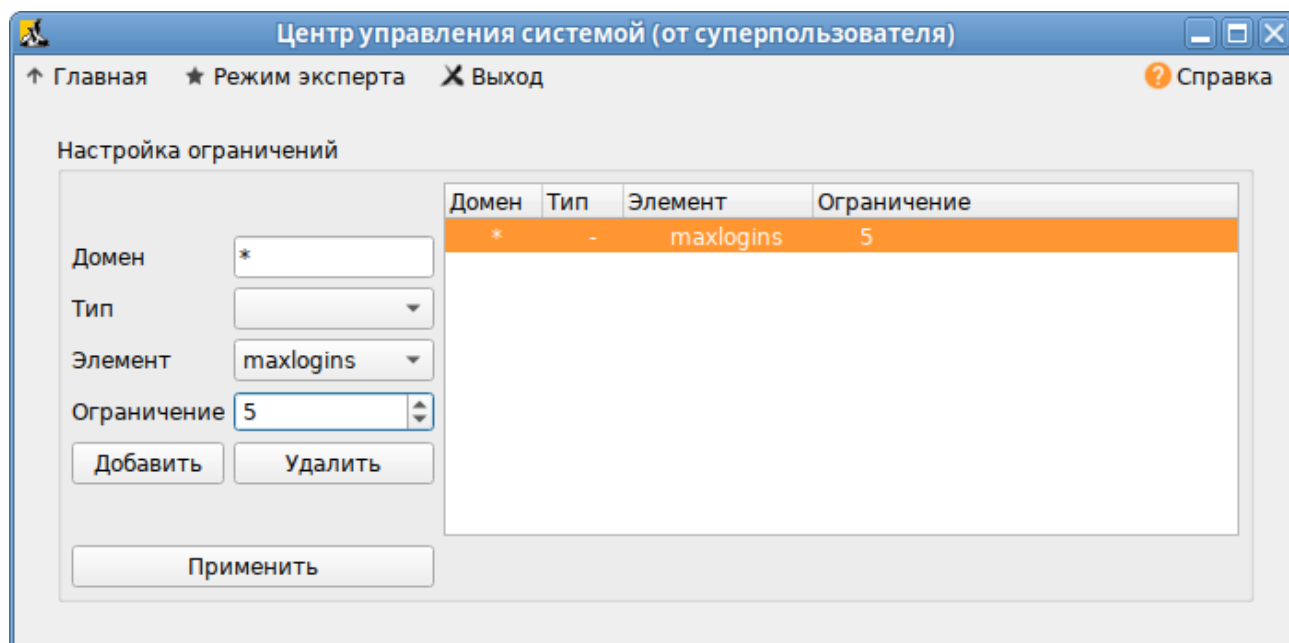 Центр управления системой (от суперпользователя)
Главная Режим эксперта Выход Справка
Настройка ограничений
Домен Тип Элемент Ограничение
* - maxlogins 5
Домен *
Тип
Элемент maxlogins
Ограничение 5
Добавить Удалить
Применить